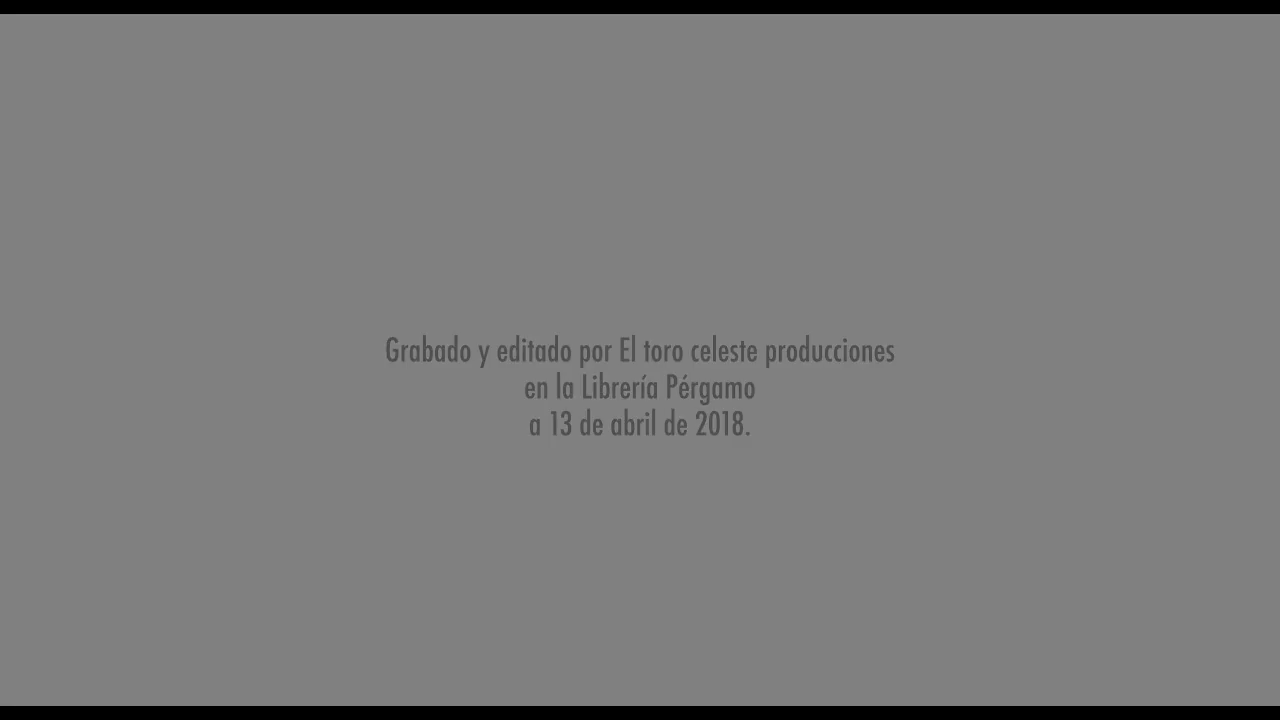 Grabado y editado por El toro celeste producciones
en la Librería Pérgamo
a 13 de abril de 2018.